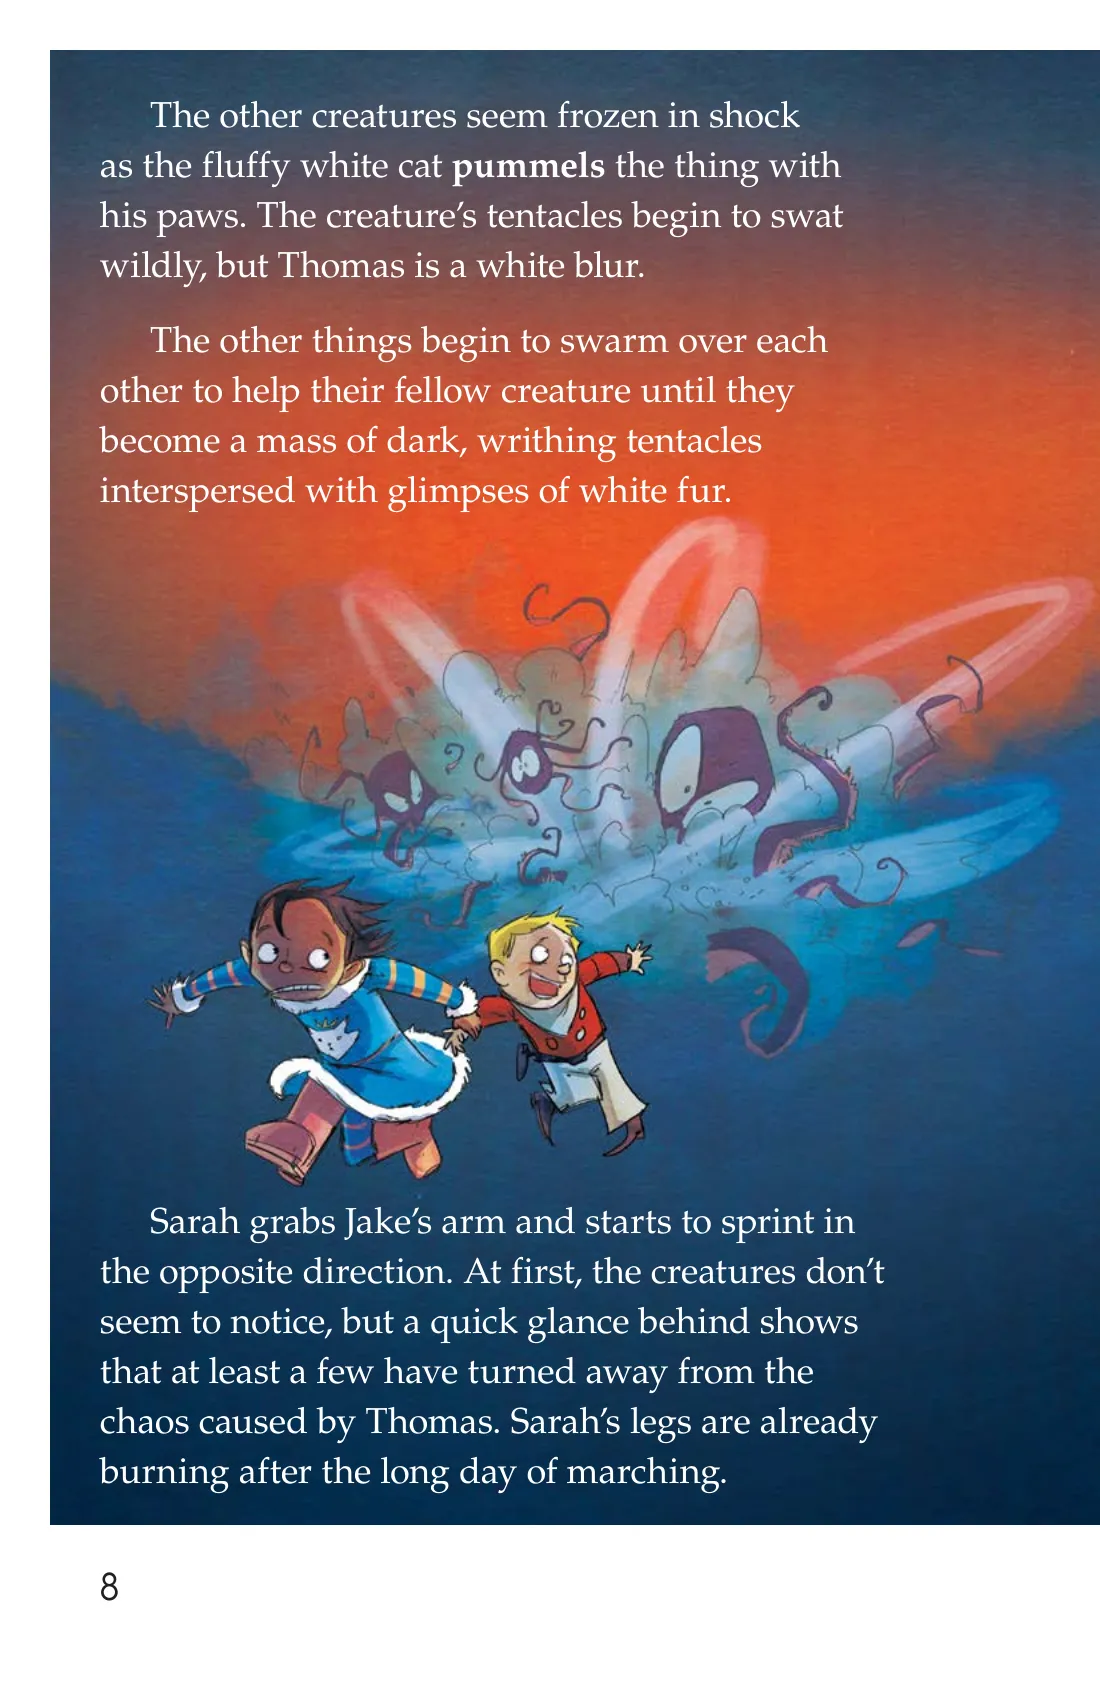 The other creatures seem frozen in shock
as the fluffy white cat pummels the thing with
his paws. The creature’s tentacles begin to swat
wildly, but Thomas is a white blur.
The other things begin to swarm over each
other to help their fellow creature until they
become a mass of dark, writhing tentacles
interspersed with glimpses of white fur.
Sarah grabs Jake’s arm and starts to sprint in
the opposite direction. At first, the creatures don’t
seem to notice, but a quick glance behind shows
that at least a few have turned away from the
chaos caused by Thomas. Sarah’s legs are already
burning after the long day of marching.
8